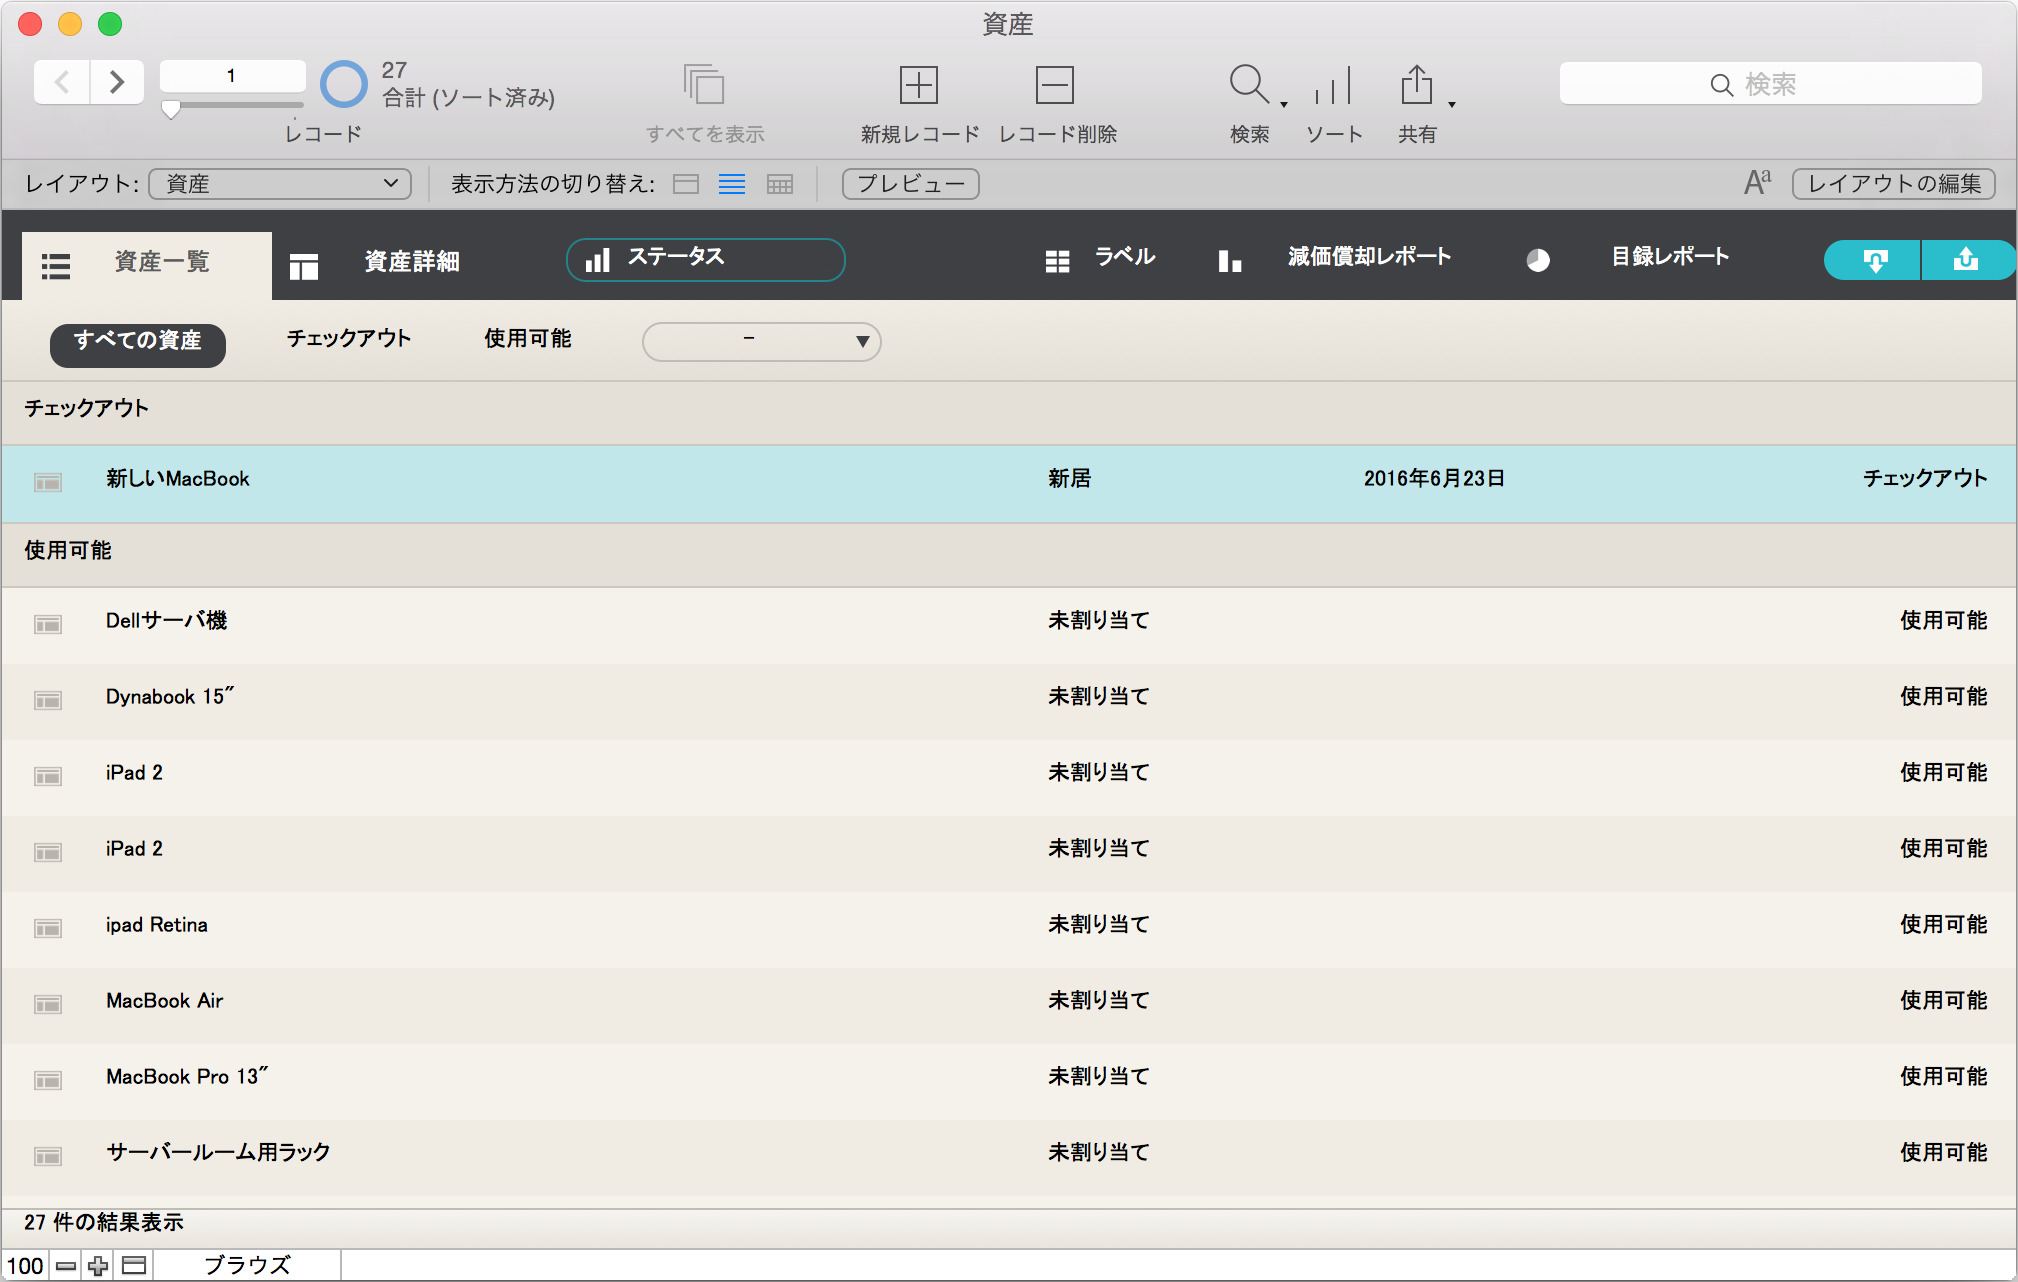 資産
1
27
合計 (ソート済み)
レコード
すべてを表示
新規レコード
レコード削除
検索
ソート
共有
検索
レイアウト: 資産
表示方法の切り替え:
プレビュー
Aa
レイアウトの編集
資産一覧
資産詳細
ステータス
ラベル
減価償却レポート
目録レポート
すべての資産
チェックアウト
使用可能
-
チェックアウト
新しいMacBook 新居 2016年6月23日 チェックアウト
使用可能
Dellサーバ機 未割り当て 使用可能
Dynabook 15″ 未割り当て 使用可能
iPad 2 未割り当て 使用可能
iPad 2 未割り当て 使用可能
ipad Retina 未割り当て 使用可能
MacBook Air 未割り当て 使用可能
MacBook Pro 13″ 未割り当て 使用可能
サーバールーム用ラック 未割り当て 使用可能
27 件の結果表示
100 ブラウズ